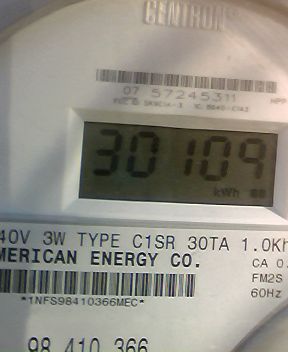 CENTRON
07 57245311
30109
kWh
40V 3W TYPE C1SR 30TA 1.0Kh
MERICAN ENERGY CO.
CA 0.
FM2S
*1NFS98410366MEC*
60Hz
98 410 366